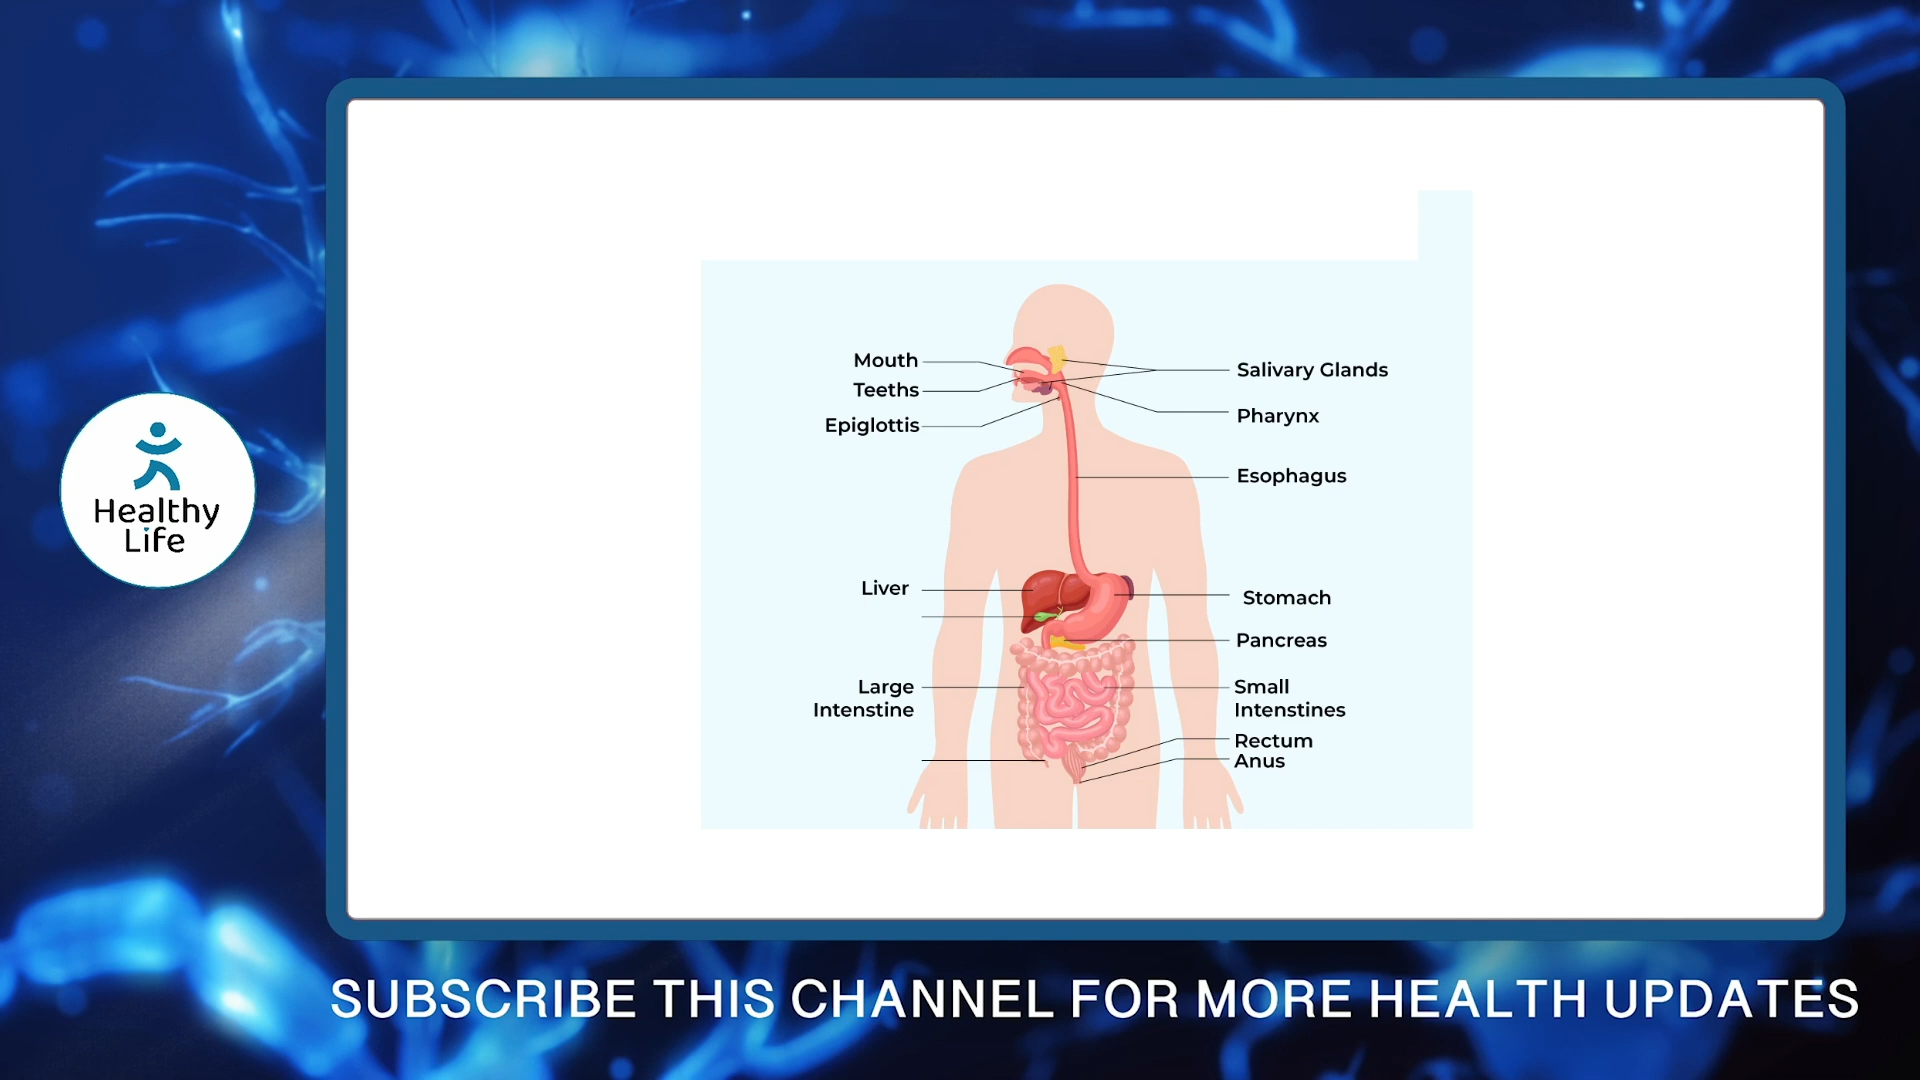 Mouth
Teeths
Epiglottis
Salivary Glands
Pharynx
Esophagus
Liver
Stomach
Pancreas
Large
Intenstine
Small
Intenstines
Rectum
Anus
Healthy
Life
SUBSCRIBE THIS CHANNEL FOR MORE HEALTH UPDATES